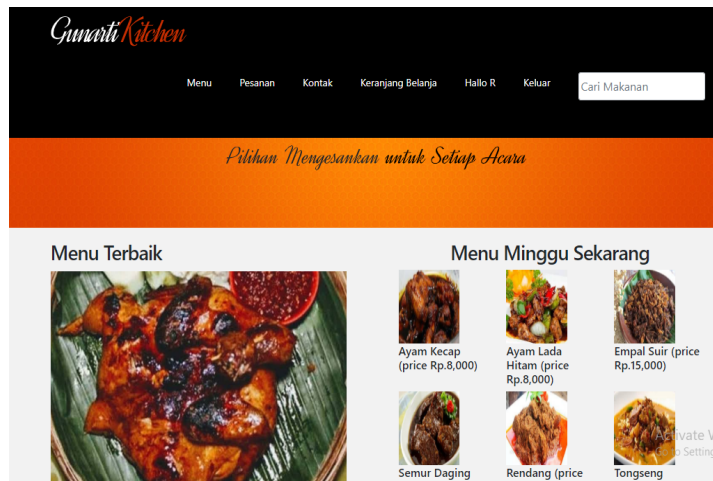 Gunarti Kitchen
Menu Pesanan Kontak Keranjang Belanja Hallo R Keluar Cari Makanan
Pilihan Mengesankan untuk Setiap Acara
Menu Terbaik
Menu Minggu Sekarang
Ayam Kecap
(price Rp.8,000)
Ayam Lada
Hitam (price
Rp.8,000)
Empal Suir (price
Rp.15,000)
Semur Daging
Rendang (price
Tongseng